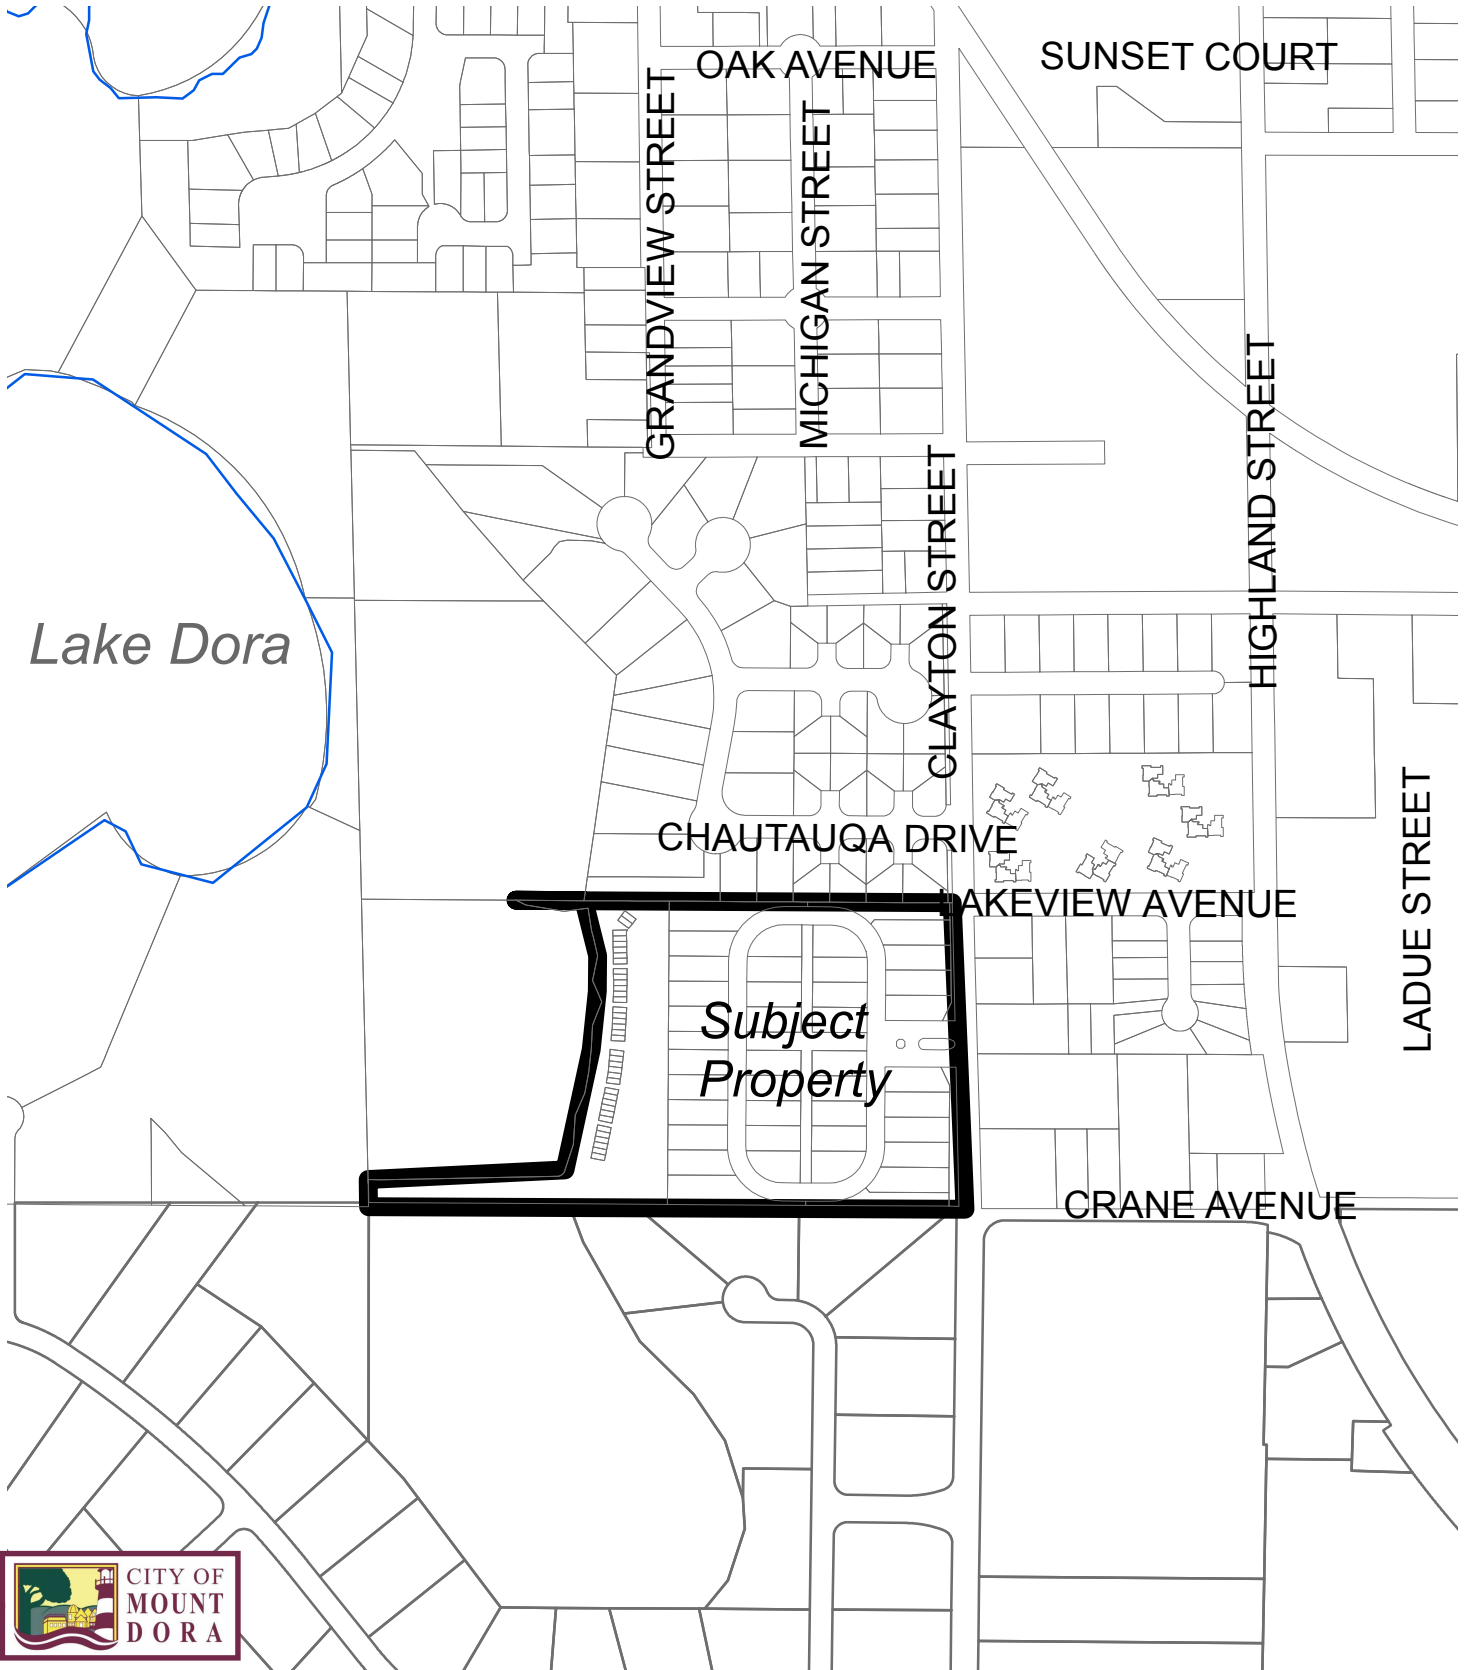 SUNSET COURT
OAK AVENUE
GRANDVIEW STREET
MICHIGAN STREET
HIGHLAND STREET
CLAYTON STREET
Lake Dora
LADUE STREET
CHAUTAUQA DRIVE
LAKEVIEW AVENUE
Subject
Property
CRANE AVENUE
CITY OF
MOUNT
DORA